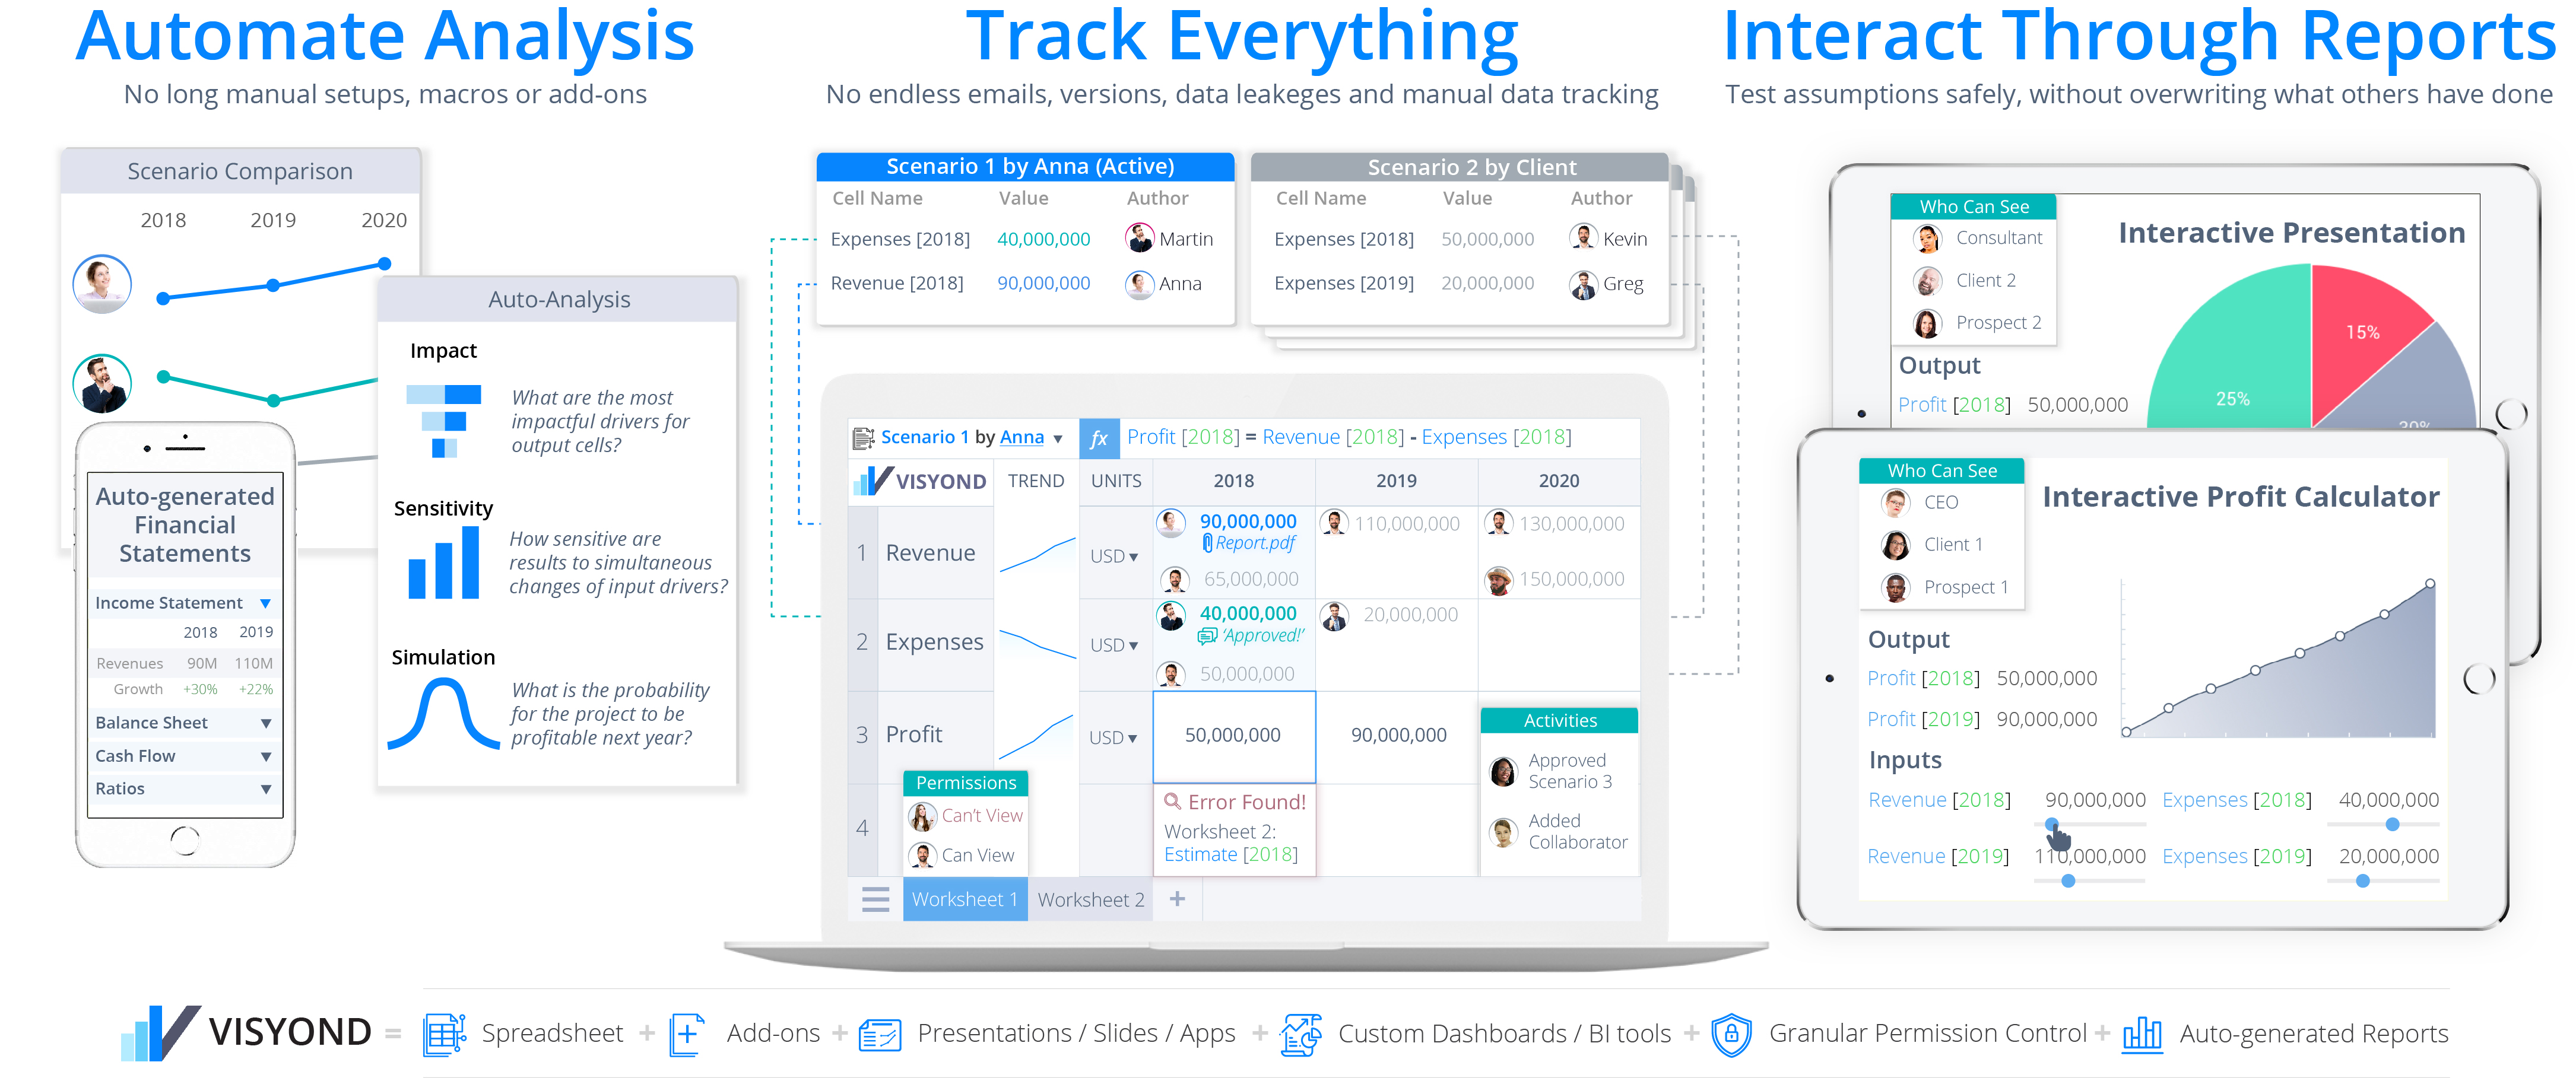 Automate Analysis
No long manual setups, macros or add-ons
Scenario Comparison
2018 2019 2020
Auto-Analysis
Impact
What are the most
impactful drivers for
output cells?
Sensitivity
How sensitive are
results to simultaneous
changes of input drivers?
Simulation
What is the probability
for the project to be
profitable next year?
Auto-generated
Financial
Statements
Income Statement ▼
2018 2019
Revenues 90M 110M
Growth +30% +22%
Balance Sheet ▼
Cash Flow ▼
Ratios ▼
Track Everything
No endless emails, versions, data leakeges and manual data tracking
Scenario 1 by Anna (Active)
Cell Name Value Author
Expenses [2018] 40,000,000 Martin
Revenue [2018] 90,000,000 Anna
Scenario 2 by Client
Cell Name Value Author
Expenses [2018] 50,000,000 Kevin
Expenses [2019] 20,000,000 Greg
Scenario 1 by Anna ▼ fx Profit [2018] = Revenue [2018] - Expenses [2018]
VISYOND TREND UNITS 2018 2019 2020
1 Revenue USD ▼ 90,000,000 110,000,000 130,000,000
Report.pdf
65,000,000 150,000,000
2 Expenses USD ▼ 40,000,000 20,000,000
'Approved!'
50,000,000
3 Profit USD ▼ 50,000,000 90,000,000
4
Permissions
Can't View
Can View
Error Found!
Worksheet 2:
Estimate [2018]
Activities
Approved
Scenario 3
Added
Collaborator
Worksheet 1 Worksheet 2 +
Interact Through Reports
Test assumptions safely, without overwriting what others have done
Who Can See
Consultant
Client 2
Prospect 2
Interactive Presentation
15%
25%
30%
Output
Profit [2018] 50,000,000
Who Can See
CEO
Client 1
Prospect 1
Interactive Profit Calculator
Output
Profit [2018] 50,000,000
Profit [2019] 90,000,000
Inputs
Revenue [2018] 90,000,000 Expenses [2018] 40,000,000
Revenue [2019] 110,000,000 Expenses [2019] 20,000,000
VISYOND = Spreadsheet + Add-ons + Presentations / Slides / Apps + Custom Dashboards / BI tools + Granular Permission Control + Auto-generated Reports